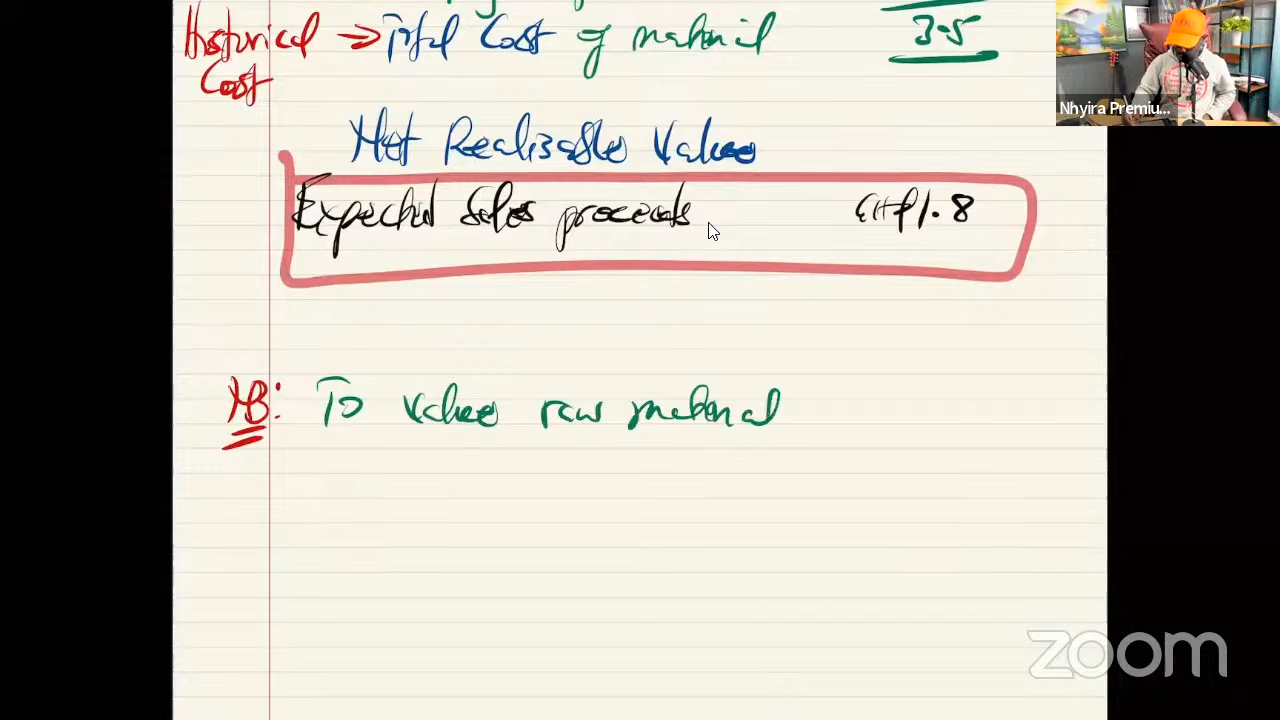 Historical → Total Cost of material 3.5
Cost
Net Realizable Value
Expected Sales proceeds GH¢1.8
NB: To value raw material
Nhyira Premiu...
zoom